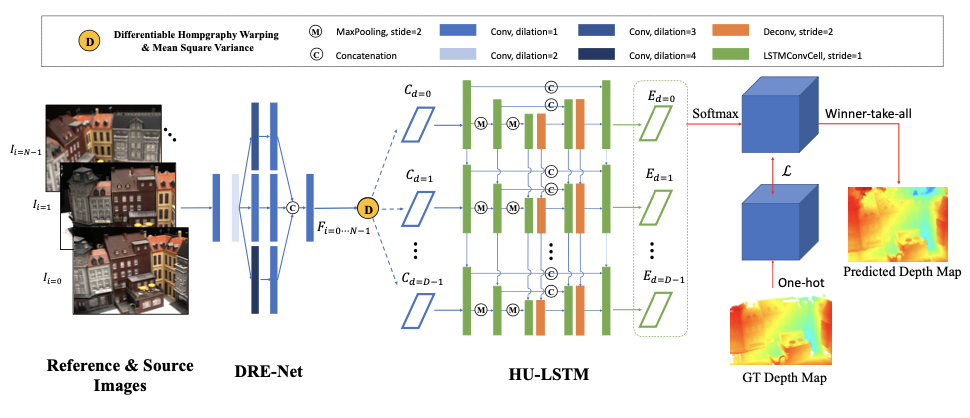 D
Differentiable Hompgraphy Warping
& Mean Square Variance
M MaxPooling, stide=2
C Concatenation
Conv, dilation=1
Conv, dilation=2
Conv, dilation=3
Conv, dilation=4
Deconv, stride=2
LSTMConvCell, stride=1
I_{i=N−1}
I_{i=1}
I_{i=0}
C
F_{i=0⋯N−1}
D
C_{d=0}
C_{d=1}
C_{d=D−1}
C
C
M M
C
C
M M
C
C
M M
E_{d=0}
E_{d=1}
E_{d=D−1}
Softmax
Winner-take-all
ℒ
One-hot
Predicted Depth Map
GT Depth Map
Reference & Source
Images
DRE-Net
HU-LSTM